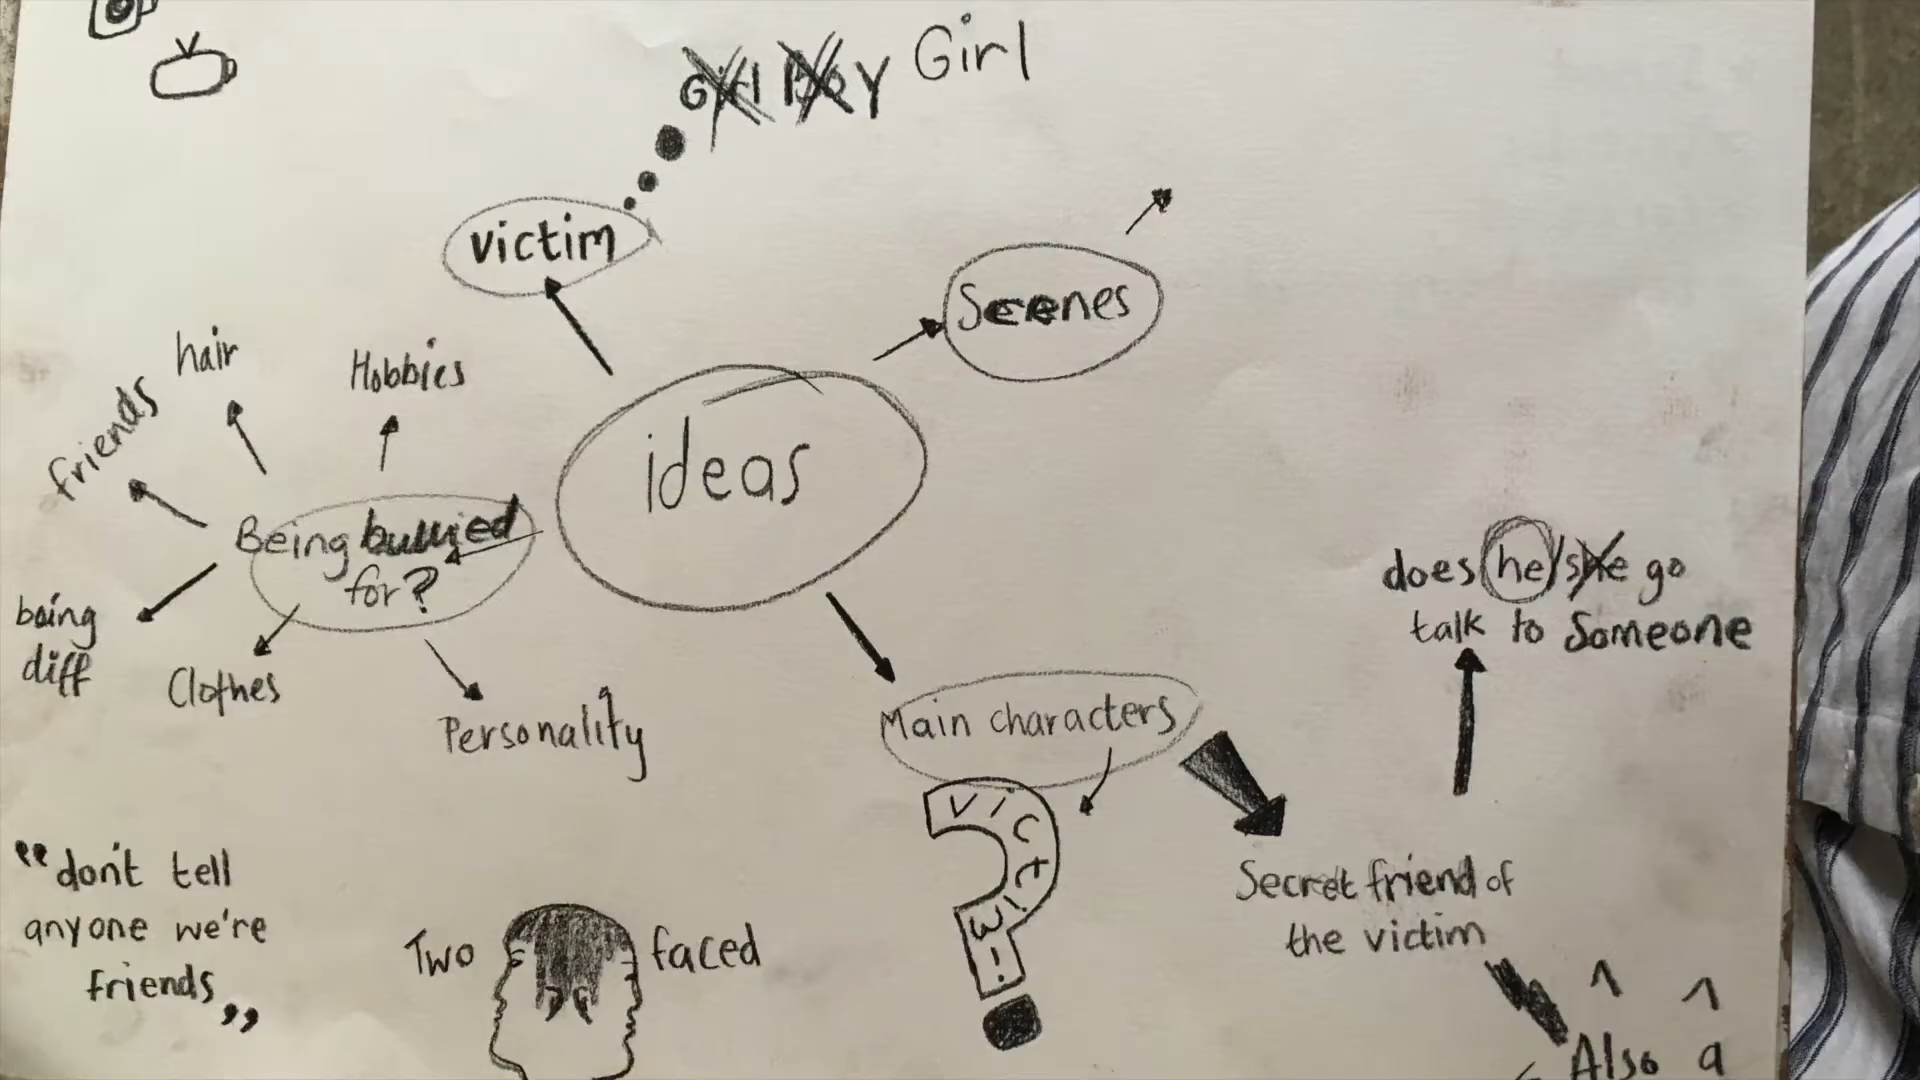 Girl Boy Girl
victim
Scenes
hair
Hobbies
friends
ideas
Being bullied
for?
does he/she go
talk to Someone
being
diff
Clothes
Personality
Main characters
victim!
"don't tell
anyone we're
friends"
Two faced
Secret friend of
the victim
Also a